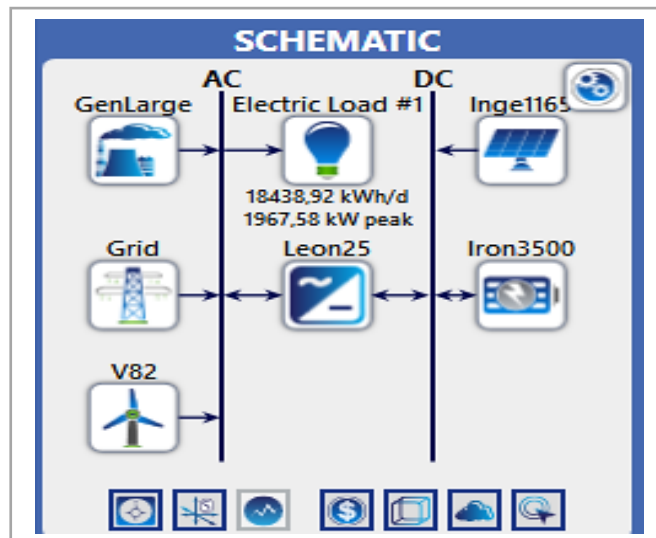 SCHEMATIC
AC DC
GenLarge Electric Load #1 Inge1165
18438,92 kWh/d
1967,58 kW peak
Grid Leon25 Iron3500
V82